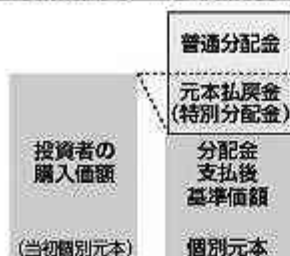 普通分配金
元本払戻金
(特別分配金)
投資者の
購入価額
(当初個別元本)
分配金
支払後
基準価額
個別元本